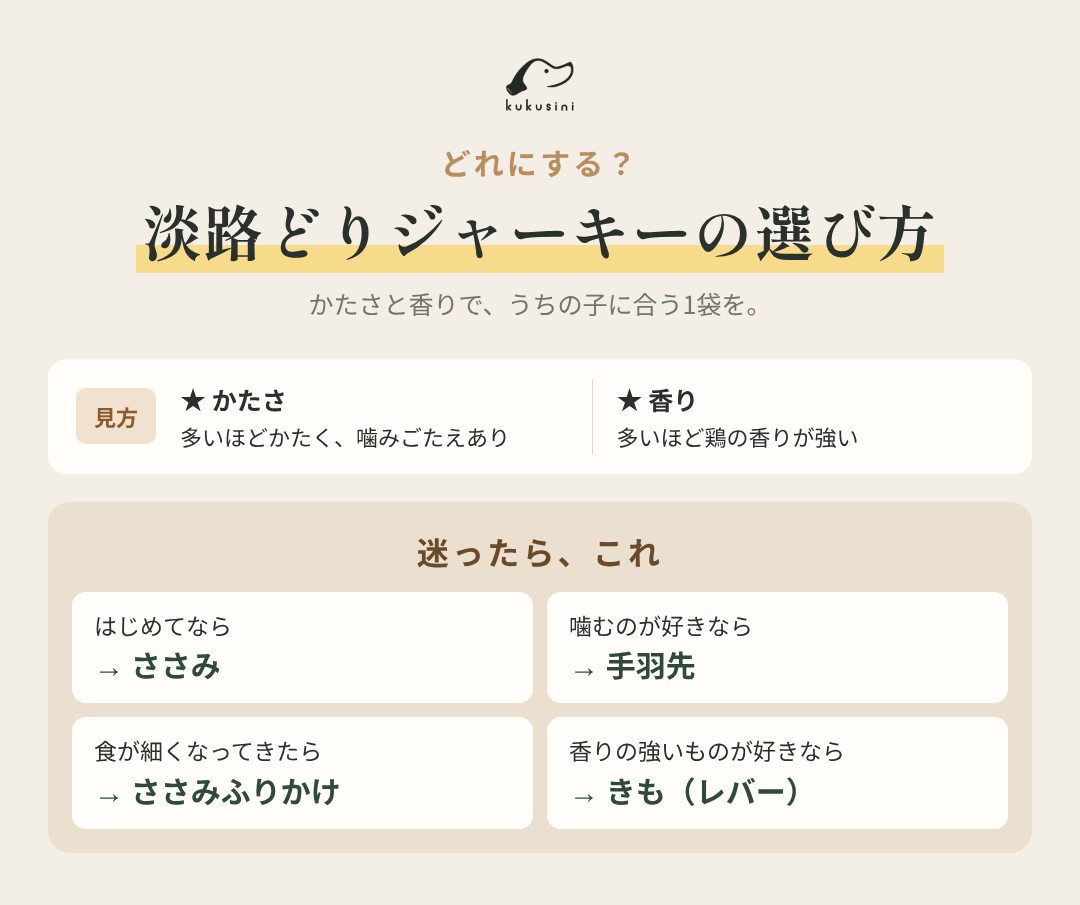 kukusini
どれにする？
淡路どりジャーキーの選び方
かたさと香りで、うちの子に合う1袋を。
見方
★ かたさ
多いほどかたく、噛みごたえあり
★ 香り
多いほど鶏の香りが強い
迷ったら、これ
はじめてなら
→ ささみ
噛むのが好きなら
→ 手羽先
食が細くなってきたら
→ ささみふりかけ
香りの強いものが好きなら
→ きも（レバー）